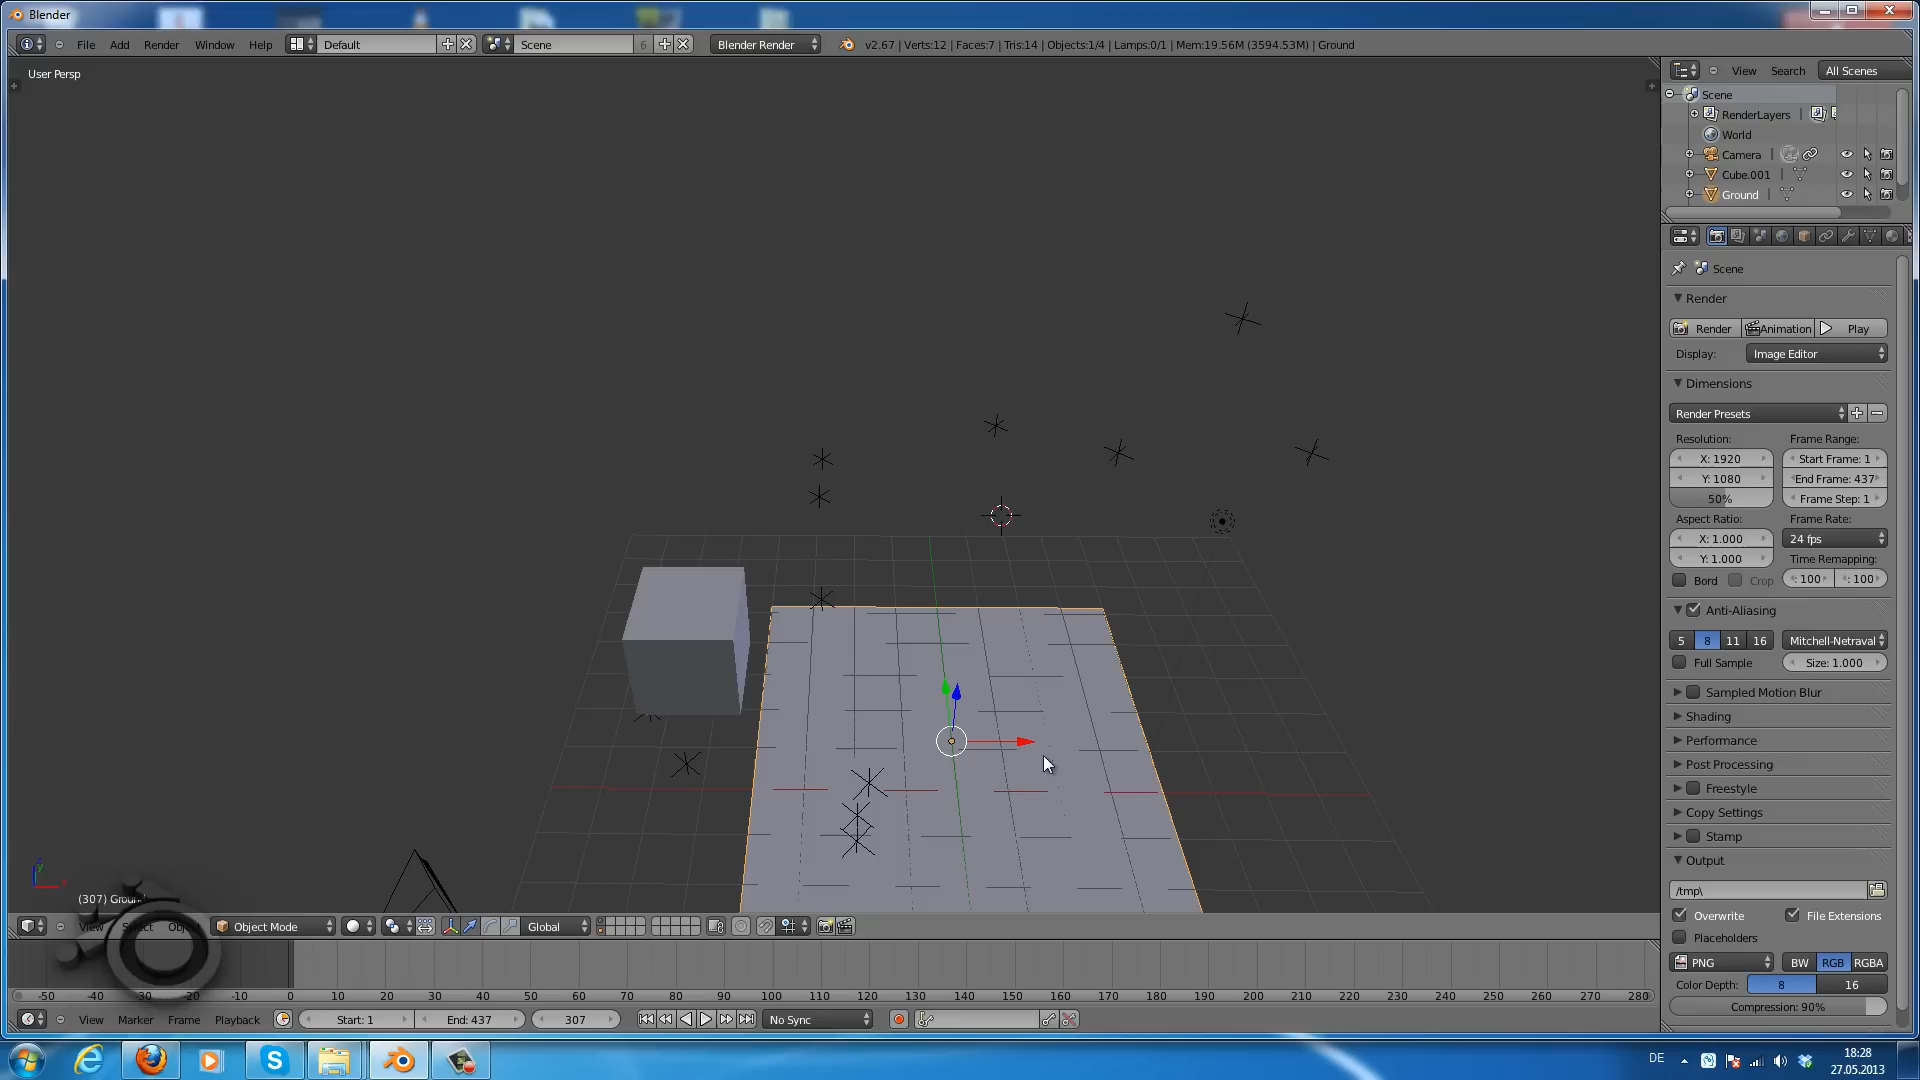 Blender
File Add Render Window Help Default Scene 6 Blender Render v2.67 | Verts:12 | Faces:7 | Tris:14 | Objects:1/4 | Lamps:0/1 | Mem:19.56M (3594.53M) | Ground
User Persp
View Search All Scenes
Scene
RenderLayers
World
Camera
Cube.001
Ground
Scene
Render
Render Animation Play
Display: Image Editor
Dimensions
Render Presets
Resolution: Frame Range:
X: 1920 Start Frame: 1
Y: 1080 End Frame: 437
50% Frame Step: 1
Aspect Ratio: Frame Rate:
X: 1.000 24 fps
Y: 1.000 Time Remapping:
Bord Crop : 100 : 100
Anti-Aliasing
5 8 11 16 Mitchell-Netraval
Full Sample Size: 1.000
Sampled Motion Blur
Shading
Performance
Post Processing
Freestyle
Copy Settings
Stamp
Output
/tmp\
Overwrite File Extensions
Placeholders
PNG BW RGB RGBA
Color Depth: 8 16
Compression: 90%
(307) Ground
View Select Object Object Mode Global
-50 -40 -30 -20 -10 0 10 20 30 40 50 60 70 80 90 100 110 120 130 140 150 160 170 180 190 200 210 220 230 240 250 260 270 280
View Marker Frame Playback Start: 1 End: 437 307 No Sync
DE 18:28
27.05.2013